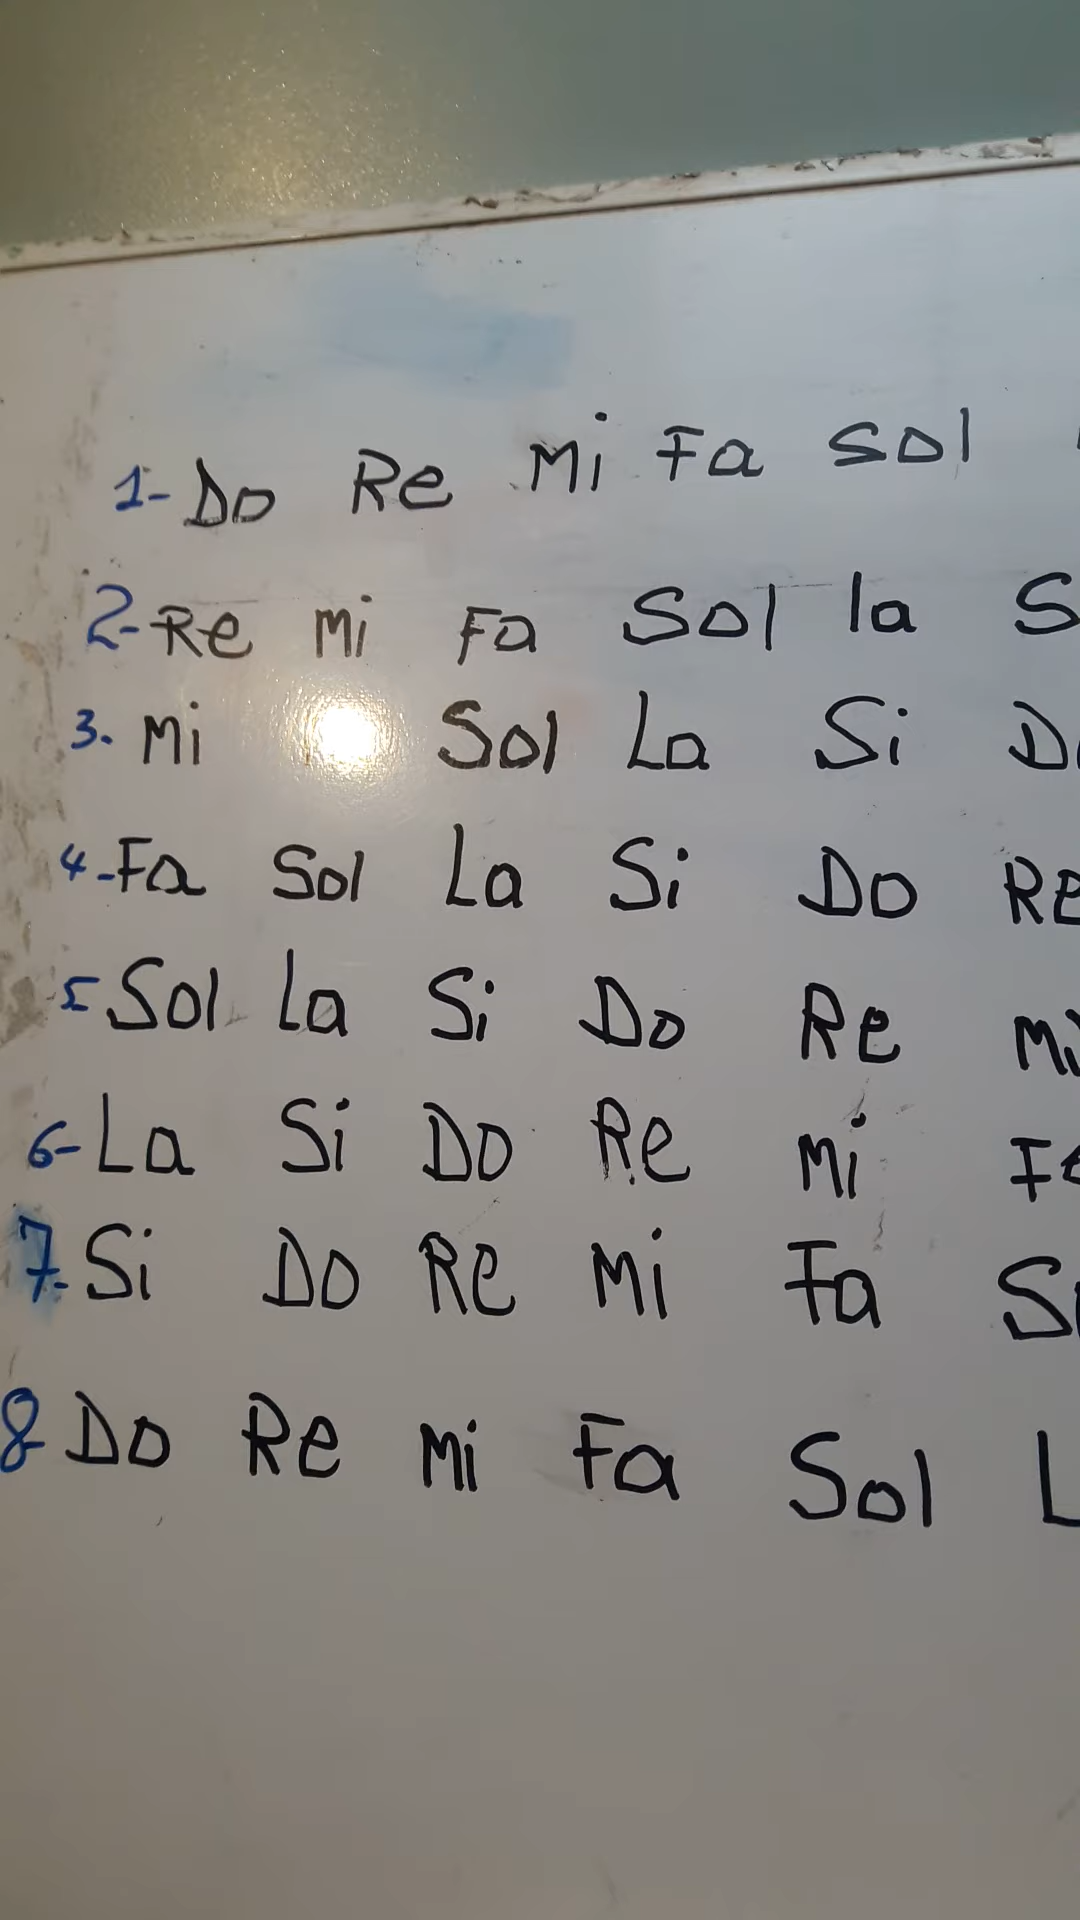 1- Do Re Mi Fa Sol
2- Re Mi Fa Sol la
3. Mi Sol La Si
4- Fa Sol La Si Do Re
5- Sol La Si Do Re Mi
6- La Si Do Re Mi
7- Si Do Re Mi Fa
8- Do Re Mi Fa Sol